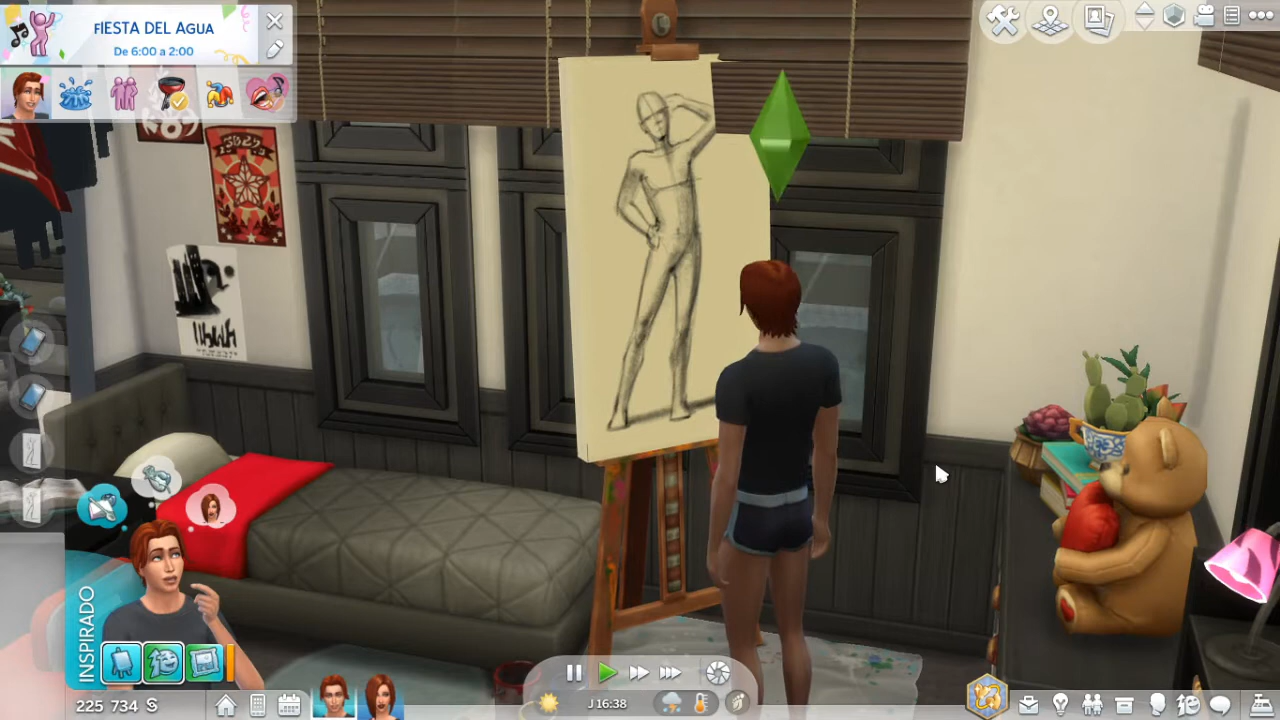 FIESTA DEL AGUA
De 6:00 a 2:00
INSPIRADO
225 734 S
J 16:38